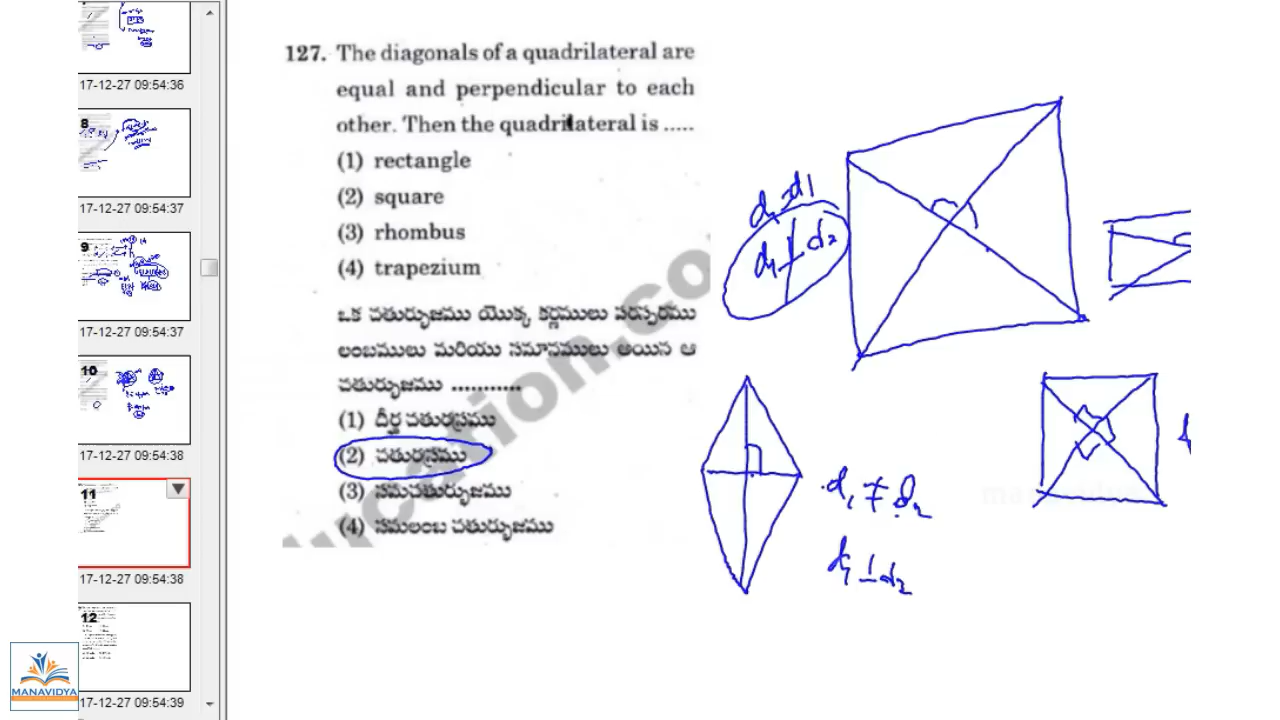 17-12-27 09:54:36
8
17-12-27 09:54:37
9
17-12-27 09:54:37
10
17-12-27 09:54:38
11
17-12-27 09:54:38
12
17-12-27 09:54:39
MANAVIDYA
127. The diagonals of a quadrilateral are
equal and perpendicular to each
other. Then the quadrilateral is .....
(1) rectangle
(2) square
(3) rhombus
(4) trapezium
ఒక చతుర్భుజము యొక్క కర్ణములు పరస్పరము
లంబములు మరియు సమానములు అయిన ఆ
చతుర్భుజము ...........
(1) దీర్ఘ చతురస్రము
(2) చతురస్రము
(3) సమచతుర్భుజము
(4) సమలంబ చతుర్భుజము
ucation.co
d₁ ⊥ d₂
d₁ ≠ d₂
d₁ ⊥ d₂